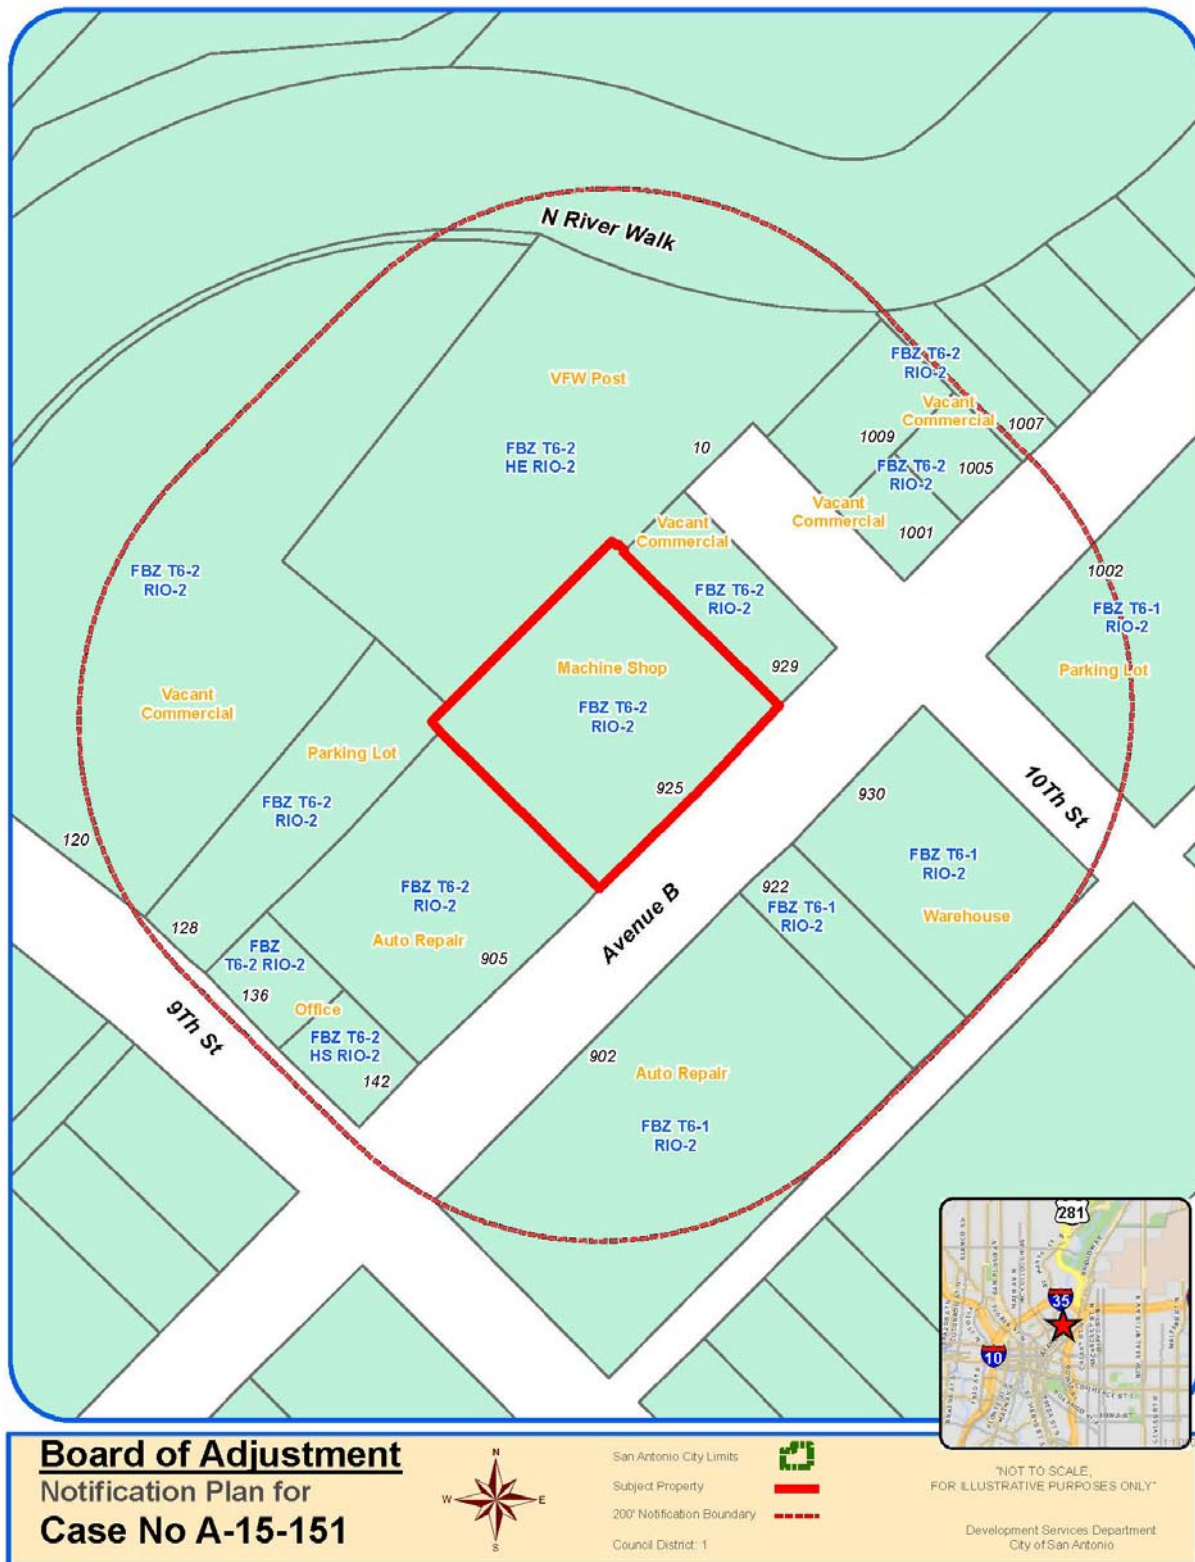 N River Walk
VFW Post
FBZ T6-2
HE RIO-2
10
FBZ T6-2
RIO-2
Vacant
Commercial
1007
1009
FBZ T6-2
RIO-2
1005
Vacant
Commercial
1001
Vacant
Commercial
FBZ T6-2
RIO-2
929
1002
FBZ T6-1
RIO-2
Parking Lot
FBZ T6-2
RIO-2
Vacant
Commercial
120
Machine Shop
FBZ T6-2
RIO-2
925
Parking Lot
FBZ T6-2
RIO-2
128
10Th St
930
FBZ T6-1
RIO-2
Warehouse
922
FBZ T6-1
RIO-2
Avenue B
FBZ T6-2
RIO-2
Auto Repair
905
FBZ
T6-2 RIO-2
136
Office
FBZ T6-2
HS RIO-2
142
9Th St
902
Auto Repair
FBZ T6-1
RIO-2
281
35
10
Board of Adjustment
Notification Plan for
Case No A-15-151
N
W
E
S
San Antonio City Limits
Subject Property
200' Notification Boundary
Council District: 1
"NOT TO SCALE,
FOR ILLUSTRATIVE PURPOSES ONLY"
Development Services Department
City of San Antonio